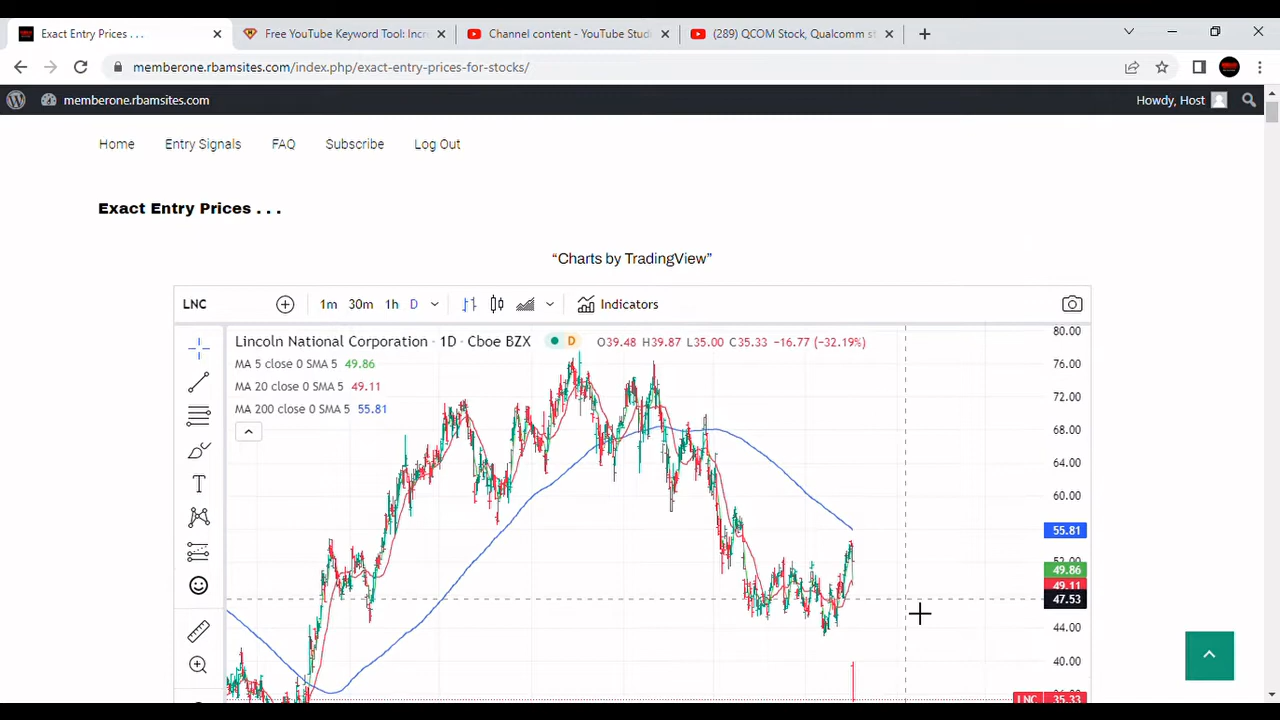 Exact Entry Prices . . .
Free YouTube Keyword Tool: Incr
Channel content - YouTube Stud
(289) QCOM Stock, Qualcomm st
memberone.rbamsites.com/index.php/exact-entry-prices-for-stocks/
memberone.rbamsites.com
Howdy, Host
Home
Entry Signals
FAQ
Subscribe
Log Out
Exact Entry Prices . . .
“Charts by TradingView”
LNC
1m
30m
1h
D
Indicators
Lincoln National Corporation · 1D · Cboe BZX
D
O39.48 H39.87 L35.00 C35.33 −16.77 (−32.19%)
MA 5 close 0 SMA 5 49.86
MA 20 close 0 SMA 5 49.11
MA 200 close 0 SMA 5 55.81
80.00
76.00
72.00
68.00
64.00
60.00
55.81
52.00
49.86
49.11
47.53
44.00
40.00
LNC 35.33